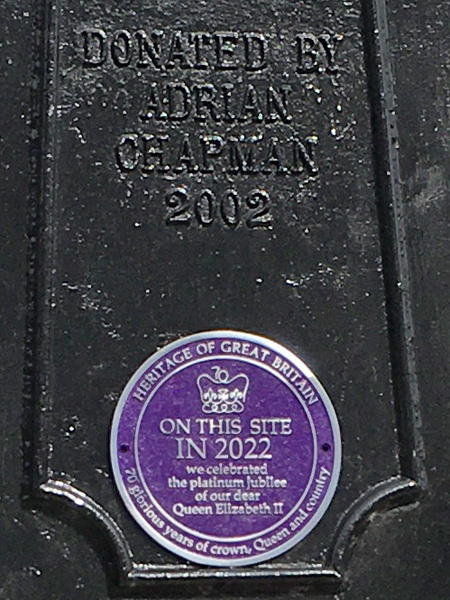 DONATED BY
ADRIAN
CHAPMAN
2002
HERITAGE OF GREAT BRITAIN
70
ON THIS SITE
IN 2022
we celebrated
the platinum Jubilee
of our dear
Queen Elizabeth II
70 glorious years of crown, Queen and country